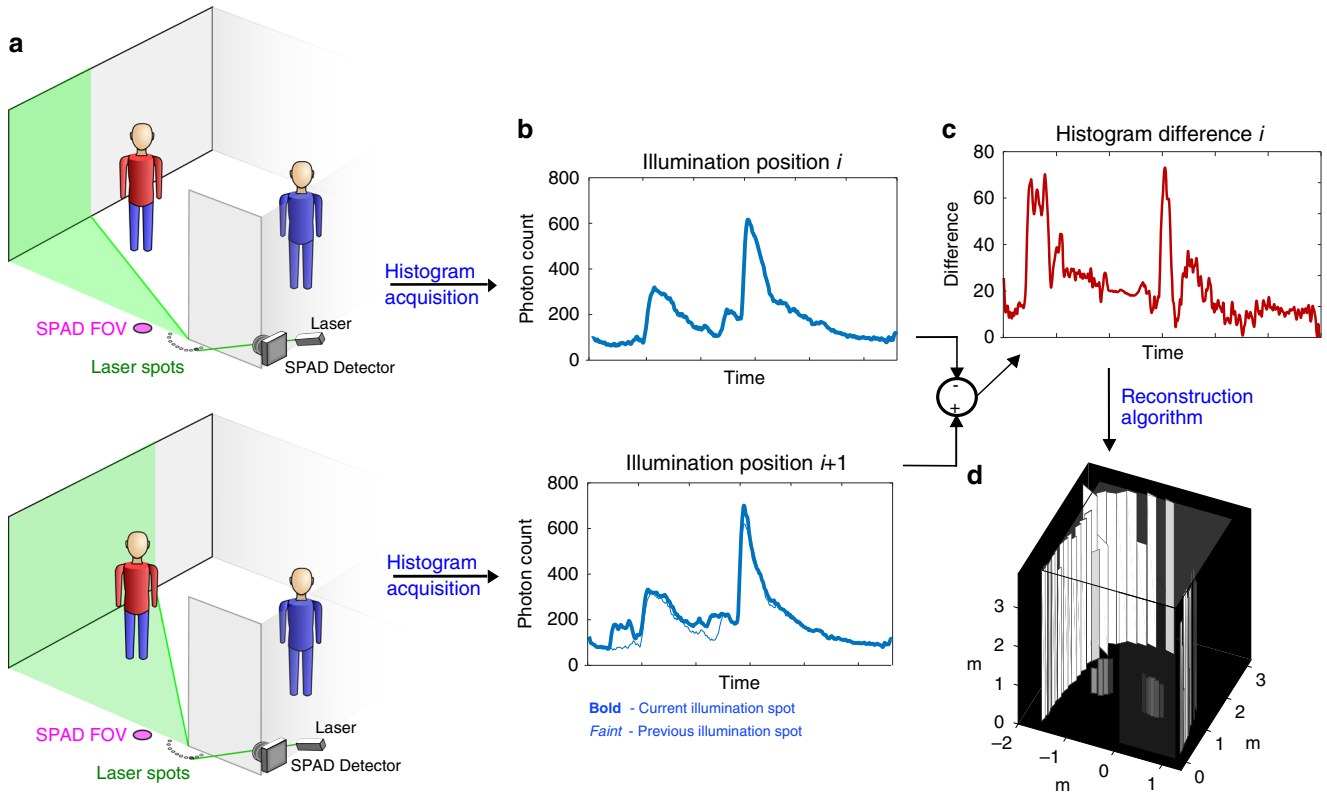 a
SPAD FOV
Laser spots
Laser
SPAD Detector
Histogram
acquisition
SPAD FOV
Laser spots
Laser
SPAD Detector
Histogram
acquisition
b
Illumination position i
Photon count
800
600
400
200
0
Time
Illumination position i+1
Photon count
800
600
400
200
0
Time
Bold - Current illumination spot
Faint - Previous illumination spot
-
+
c
Histogram difference i
Difference
80
60
40
20
0
Time
Reconstruction
algorithm
d
3
2
m
1
0
–2
–1
m
0
1
0
1
m
2
3